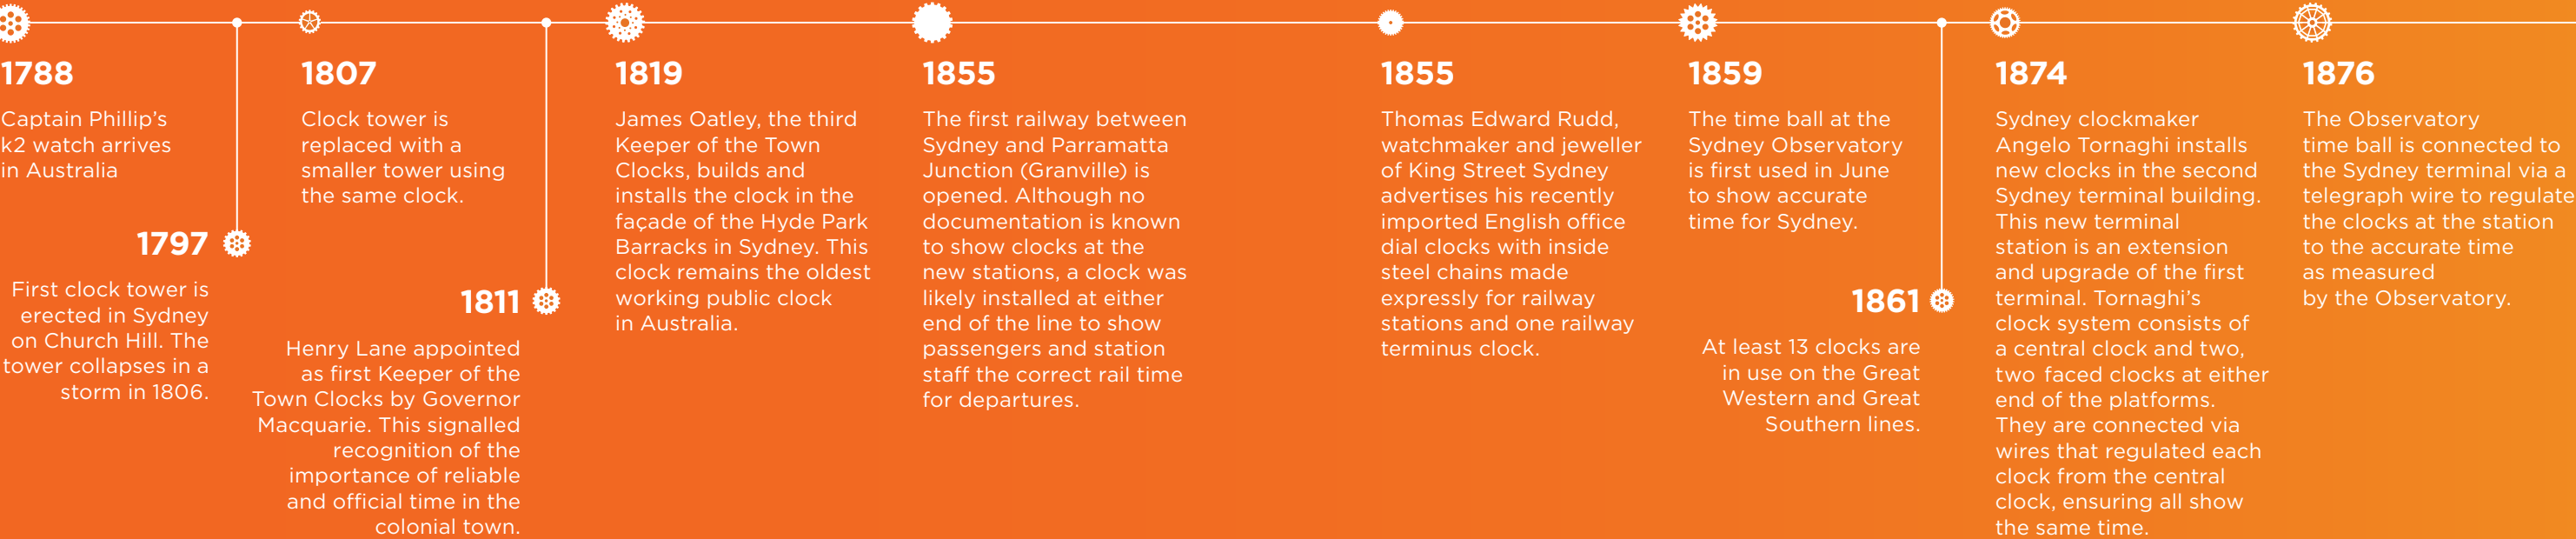 1788
Captain Phillip’s
k2 watch arrives
in Australia
1797
First clock tower is
erected in Sydney
on Church Hill. The
tower collapses in a
storm in 1806.
1807
Clock tower is
replaced with a
smaller tower using
the same clock.
1811
Henry Lane appointed
as first Keeper of the
Town Clocks by Governor
Macquarie. This signalled
recognition of the
importance of reliable
and official time in the
colonial town.
1819
James Oatley, the third
Keeper of the Town
Clocks, builds and
installs the clock in the
façade of the Hyde Park
Barracks in Sydney. This
clock remains the oldest
working public clock
in Australia.
1855
The first railway between
Sydney and Parramatta
Junction (Granville) is
opened. Although no
documentation is known
to show clocks at the
new stations, a clock was
likely installed at either
end of the line to show
passengers and station
staff the correct rail time
for departures.
1855
Thomas Edward Rudd,
watchmaker and jeweller
of King Street Sydney
advertises his recently
imported English office
dial clocks with inside
steel chains made
expressly for railway
stations and one railway
terminus clock.
1859
The time ball at the
Sydney Observatory
is first used in June
to show accurate
time for Sydney.
1861
At least 13 clocks are
in use on the Great
Western and Great
Southern lines.
1874
Sydney clockmaker
Angelo Tornaghi installs
new clocks in the second
Sydney terminal building.
This new terminal
station is an extension
and upgrade of the first
terminal. Tornaghi’s
clock system consists of
a central clock and two,
two faced clocks at either
end of the platforms.
They are connected via
wires that regulated each
clock from the central
clock, ensuring all show
the same time.
1876
The Observatory
time ball is connected to
the Sydney terminal via a
telegraph wire to regulate
the clocks at the station
to the accurate time
as measured
by the Observatory.